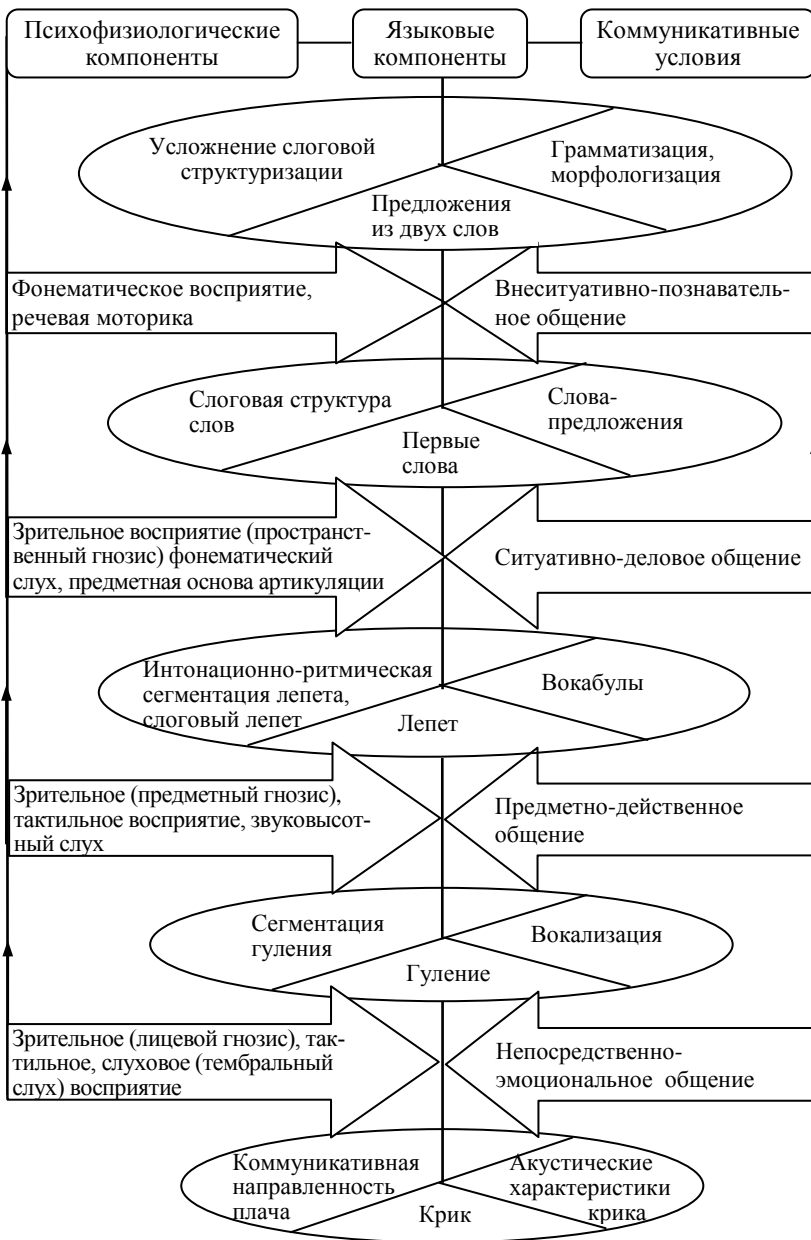 Психофизиологические
компоненты
Языковые
компоненты
Коммуникативные
условия
Усложнение слоговой
структуризации
Грамматизация,
морфологизация
Предложения
из двух слов
Фонематическое восприятие,
речевая моторика
Внеситуативно-познаватель-
ное общение
Слоговая структура
слов
Слова-
предложения
Первые
слова
Зрительное восприятие (пространст-
венный гнозис) фонематический
слух, предметная основа артикуляции
Ситуативно-деловое общение
Интонационно-ритмическая
сегментация лепета,
слоговый лепет
Вокабулы
Лепет
Зрительное (предметный гнозис),
тактильное восприятие, звуковысот-
ный слух
Предметно-действенное
общение
Сегментация
гуления
Вокализация
Гуление
Зрительное (лицевой гнозис), так-
тильное, слуховое (тембральный
слух) восприятие
Непосредственно-
эмоциональное общение
Коммуникативная
направленность
плача
Акустические
характеристики
крика
Крик